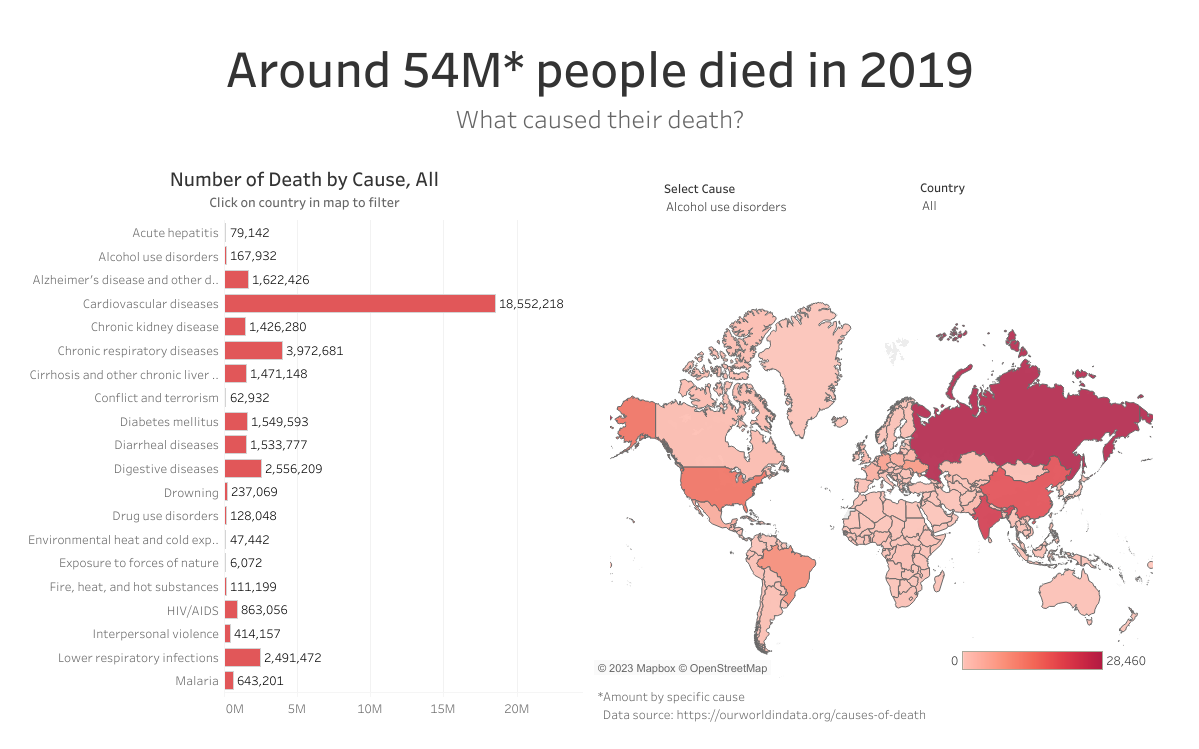 Around 54M* people died in 2019
What caused their death?
Number of Death by Cause, All
Click on country in map to filter
Select Cause
Alcohol use disorders
Country
All
Acute hepatitis 79,142
Alcohol use disorders 167,932
Alzheimer's disease and other d.. 1,622,426
Cardiovascular diseases 18,552,218
Chronic kidney disease 1,426,280
Chronic respiratory diseases 3,972,681
Cirrhosis and other chronic liver .. 1,471,148
Conflict and terrorism 62,932
Diabetes mellitus 1,549,593
Diarrheal diseases 1,533,777
Digestive diseases 2,556,209
Drowning 237,069
Drug use disorders 128,048
Environmental heat and cold exp.. 47,442
Exposure to forces of nature 6,072
Fire, heat, and hot substances 111,199
HIV/AIDS 863,056
Interpersonal violence 414,157
Lower respiratory infections 2,491,472
Malaria 643,201
0M 5M 10M 15M 20M
© 2023 Mapbox © OpenStreetMap
0 28,460
*Amount by specific cause
Data source: https://ourworldindata.org/causes-of-death